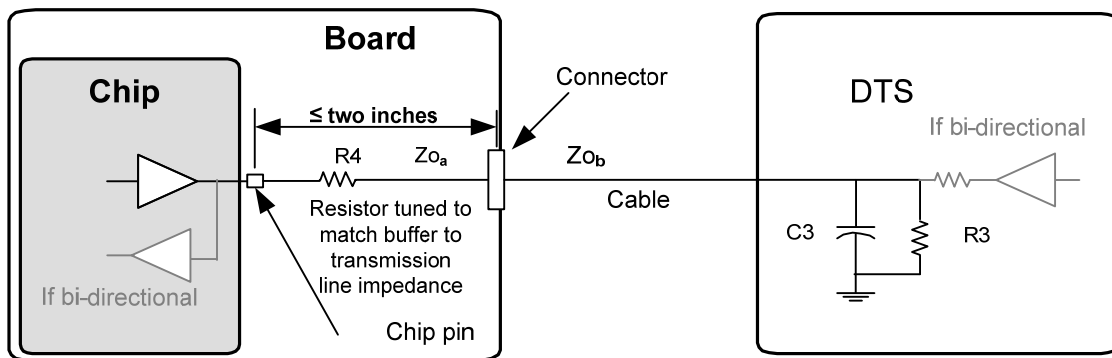 Board
Chip
Connector
DTS
≤ two inches
If bi-directional
R4
Zoₐ
Zo_b
Cable
Resistor tuned to
match buffer to
transmission
line impedance
C3
R3
If bi-directional
Chip pin